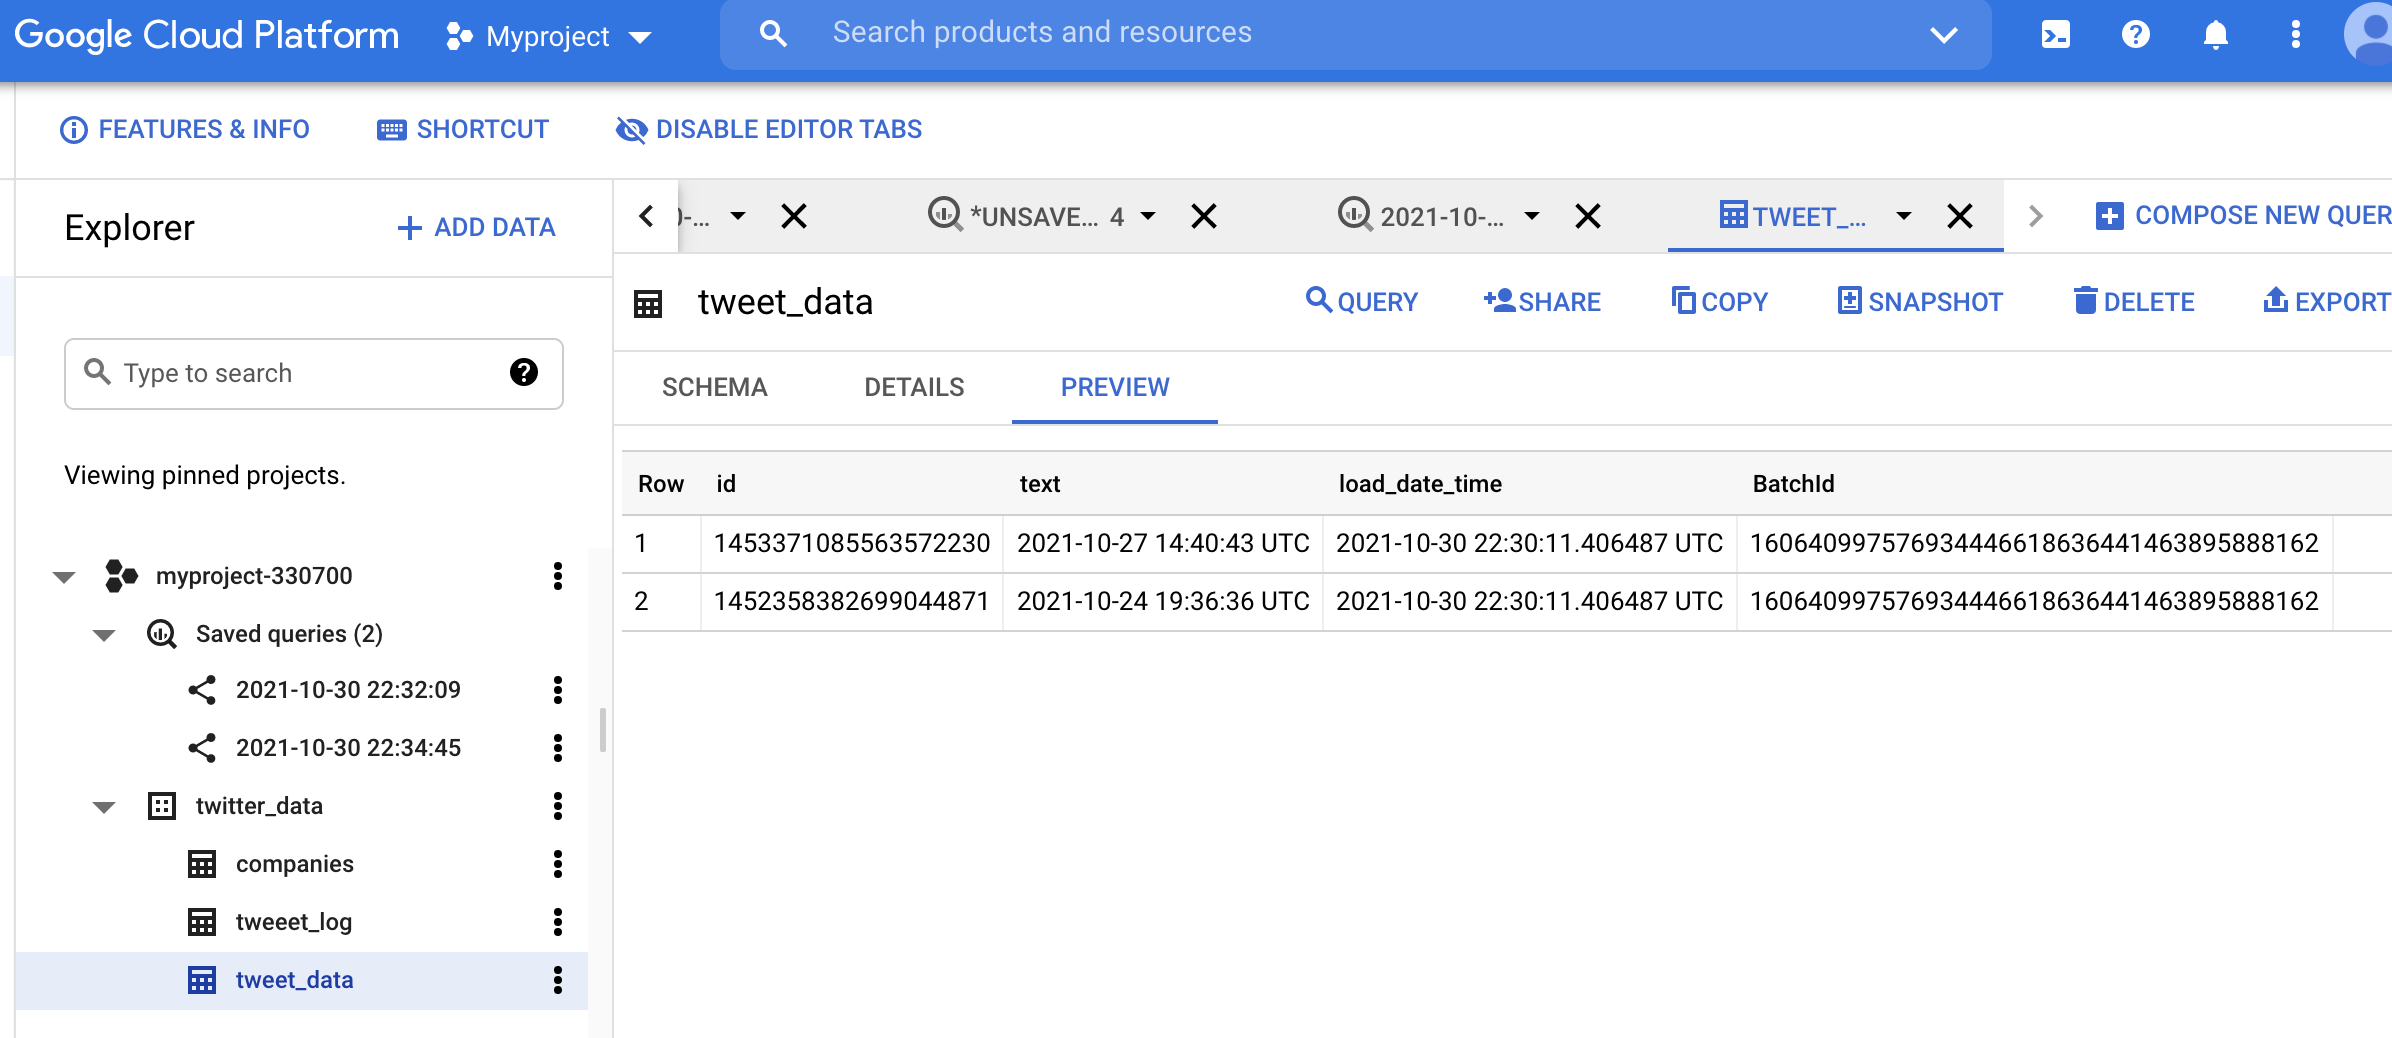 Google Cloud Platform Myproject Search products and resources
FEATURES & INFO SHORTCUT DISABLE EDITOR TABS
Explorer ADD DATA
Type to search
Viewing pinned projects.
myproject-330700
Saved queries (2)
2021-10-30 22:32:09
2021-10-30 22:34:45
twitter_data
companies
tweeet_log
tweet_data
-... *UNSAVE... 4 2021-10-... TWEET_... COMPOSE NEW QUER
tweet_data QUERY SHARE COPY SNAPSHOT DELETE EXPORT
SCHEMA DETAILS PREVIEW
Row id text load_date_time BatchId
1 1453371085563572230 2021-10-27 14:40:43 UTC 2021-10-30 22:30:11.406487 UTC 160640997576934446618636441463895888162
2 1452358382699044871 2021-10-24 19:36:36 UTC 2021-10-30 22:30:11.406487 UTC 160640997576934446618636441463895888162